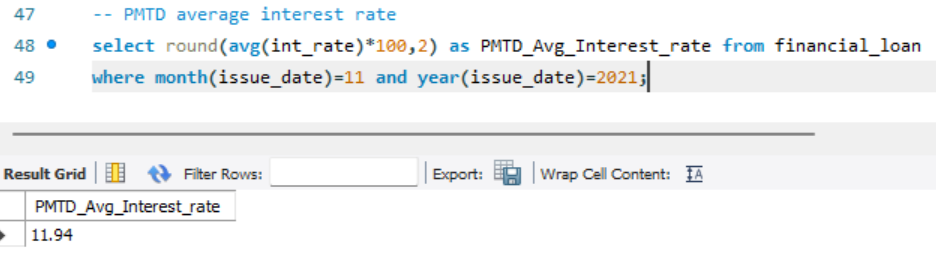 47 -- PMTD average interest rate
48 select round(avg(int_rate)*100,2) as PMTD_Avg_Interest_rate from financial_loan
49 where month(issue_date)=11 and year(issue_date)=2021;
Result Grid Filter Rows: Export: Wrap Cell Content: IA
PMTD_Avg_Interest_rate
11.94